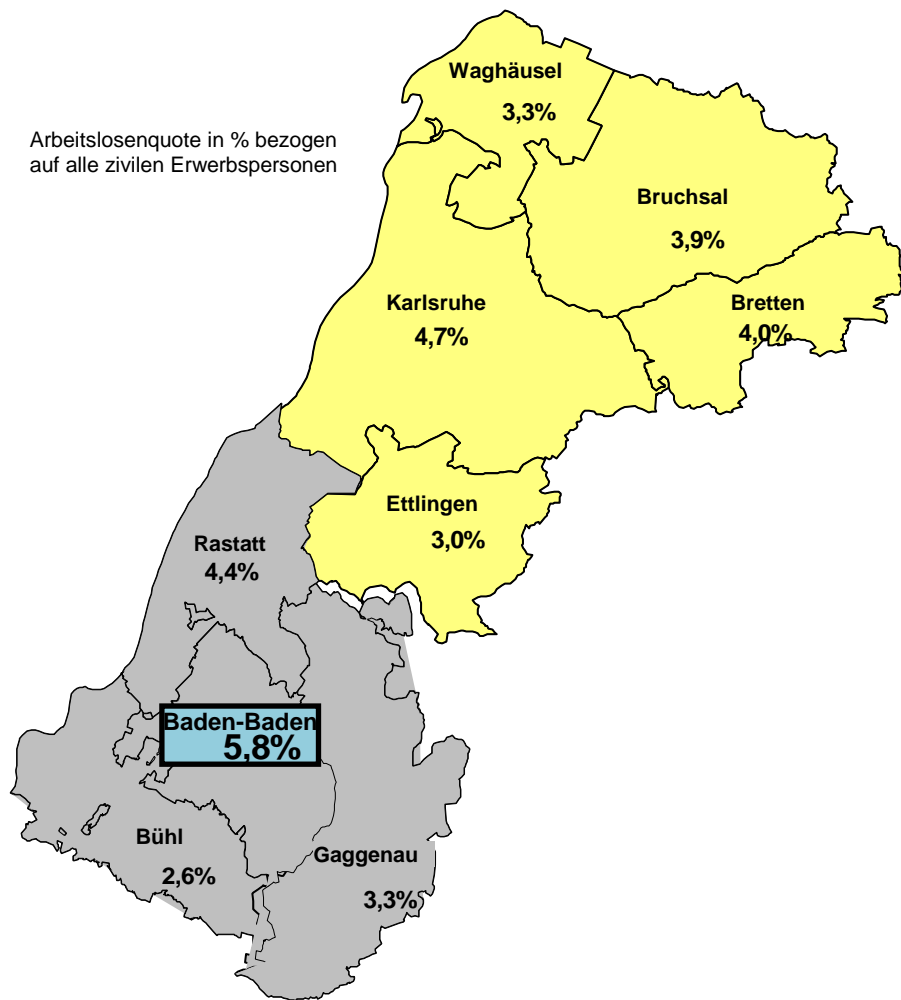 Waghäusel
3,3%
Arbeitslosenquote in % bezogen
auf alle zivilen Erwerbspersonen
Bruchsal
3,9%
Karlsruhe
4,7%
Bretten
4,0%
Ettlingen
3,0%
Rastatt
4,4%
Baden-Baden
5,8%
Bühl
2,6%
Gaggenau
3,3%